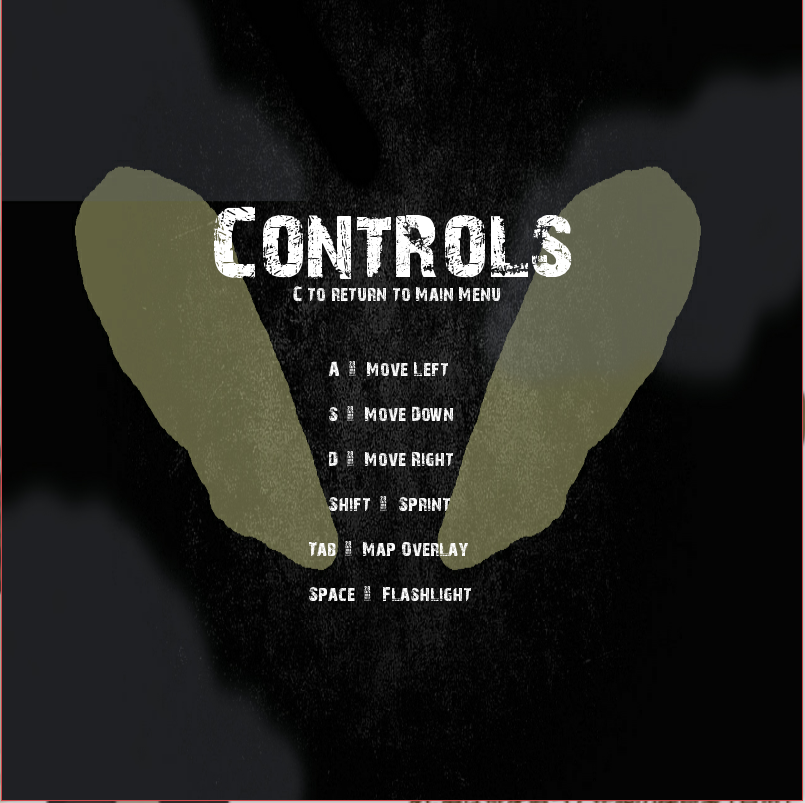 Controls
C to return to Main Menu
A | Move Left
S | Move Down
D | Move Right
Shift | Sprint
Tab | Map Overlay
Space | Flashlight